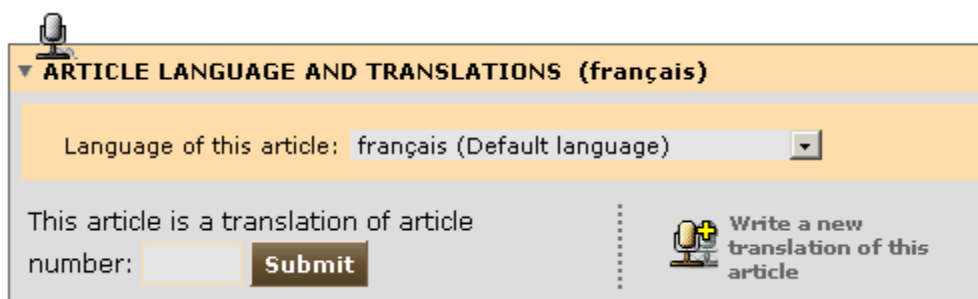 ARTICLE LANGUAGE AND TRANSLATIONS (français)
Language of this article: français (Default language)
This article is a translation of article
number: Submit
Write a new
translation of this
article